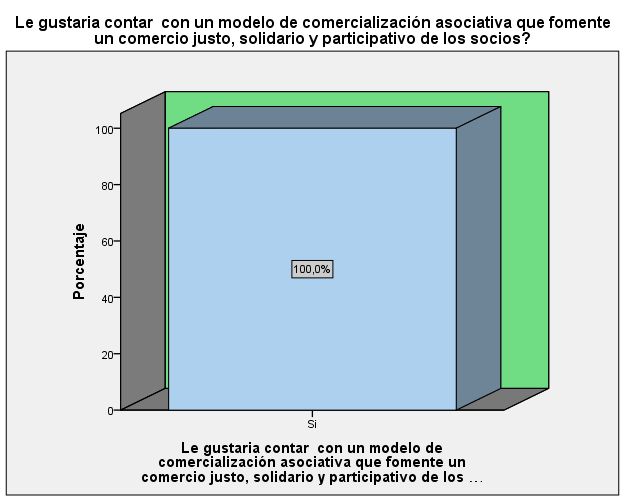 Le gustaria contar con un modelo de comercialización asociativa que fomente
un comercio justo, solidario y participativo de los socios?
Porcentaje
100
80
60
40
20
0
100,0%
Si
Le gustaria contar con un modelo de
comercialización asociativa que fomente un
comercio justo, solidario y participativo de los ...